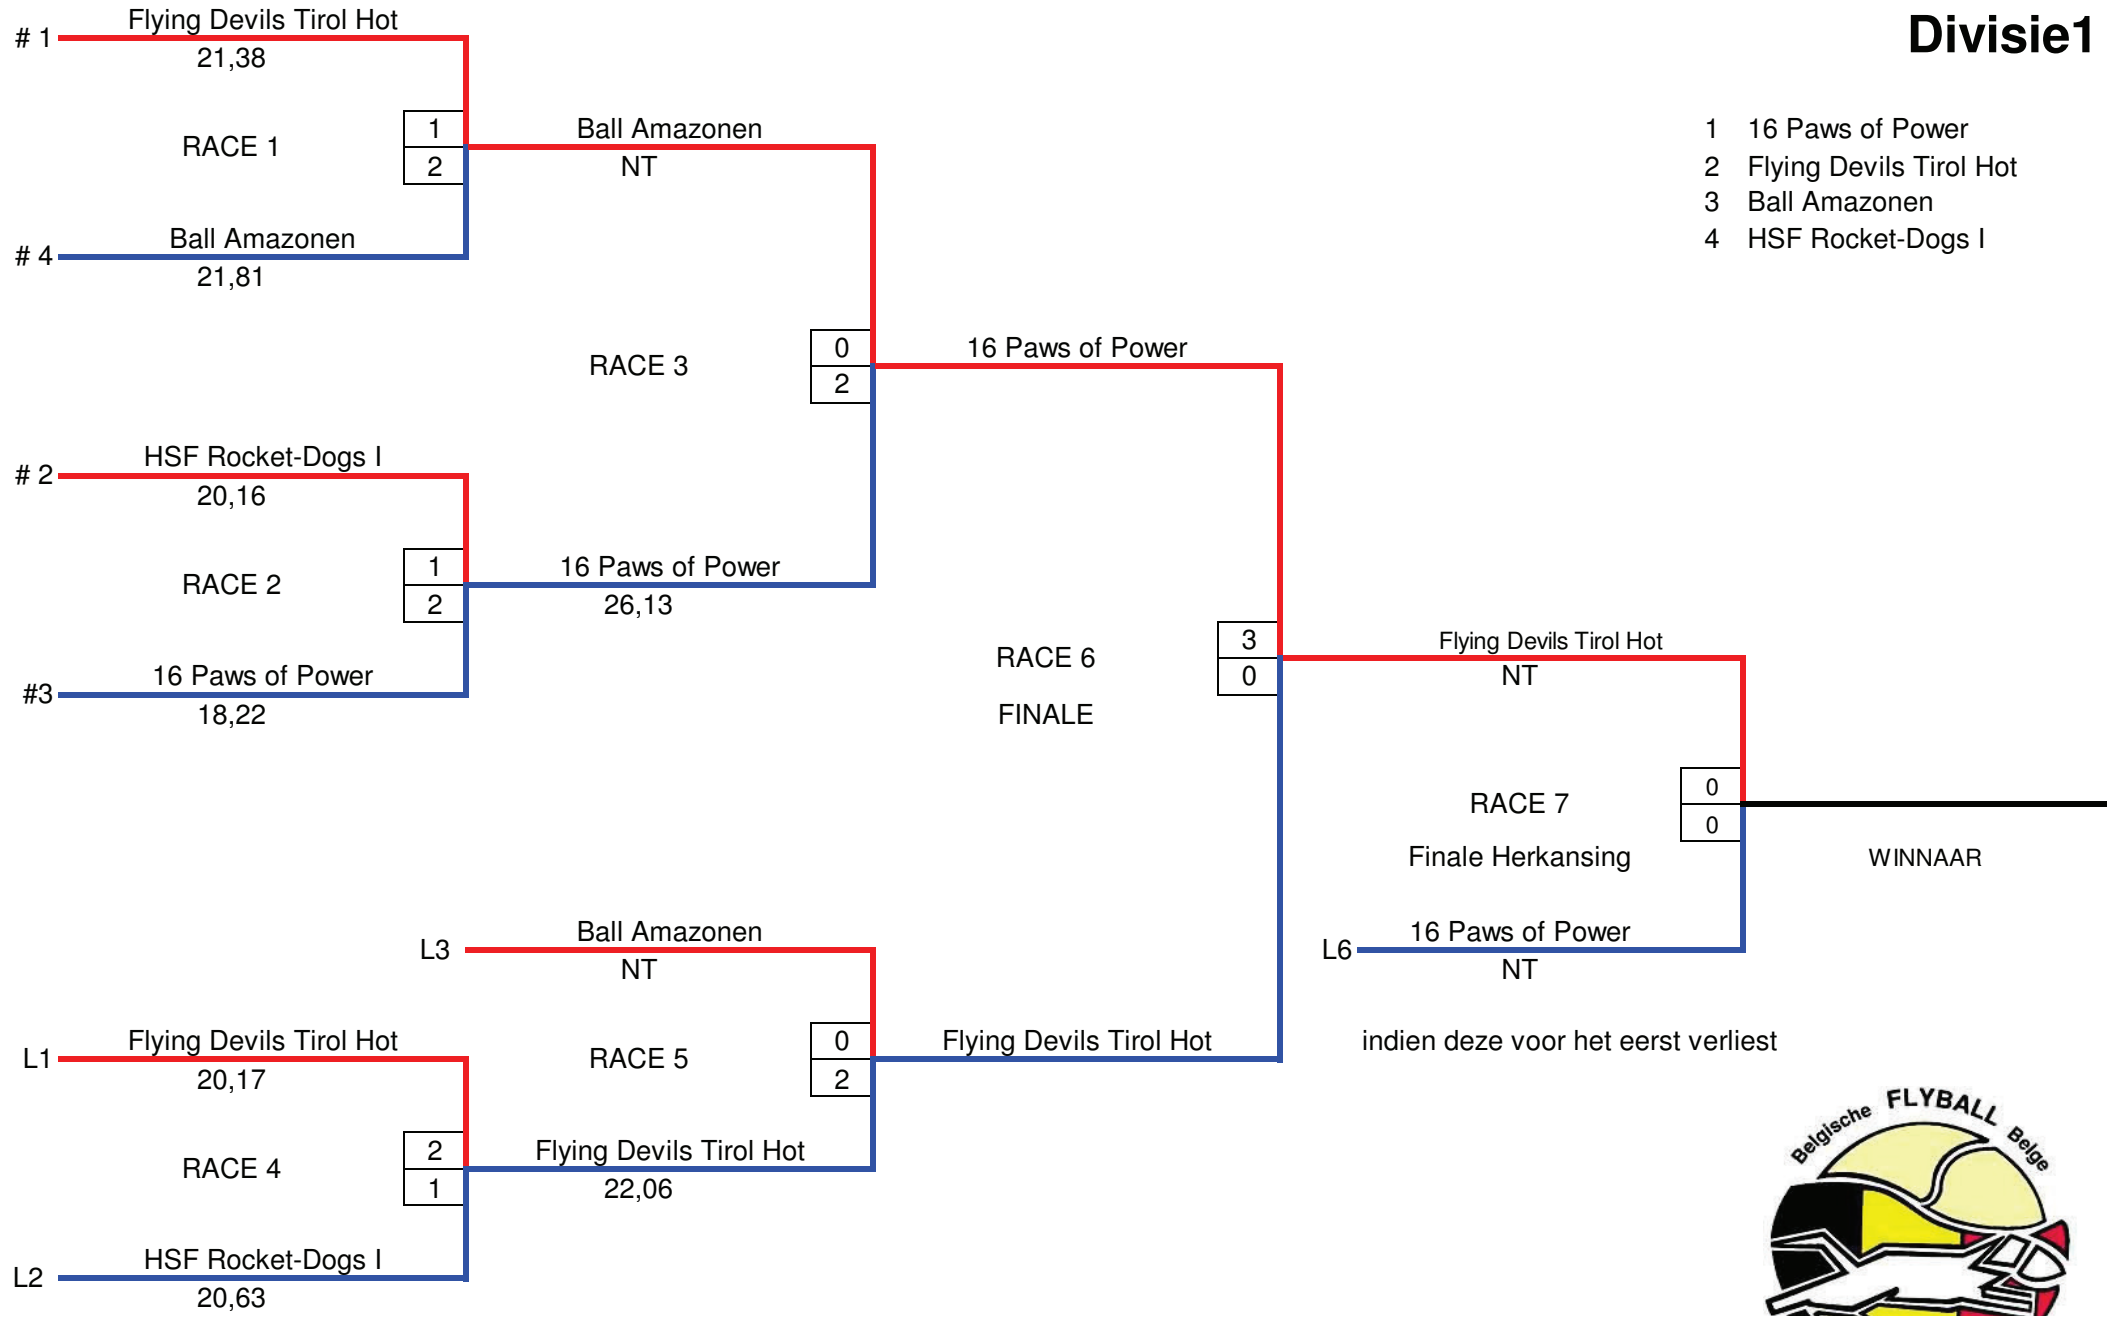 Flying Devils Tirol Hot
# 1
21,38
Divisie1
RACE 1
1
2
Ball Amazonen
NT
Ball Amazonen
# 4
21,81
1 16 Paws of Power
2 Flying Devils Tirol Hot
3 Ball Amazonen
4 HSF Rocket-Dogs I
RACE 3
0
2
16 Paws of Power
HSF Rocket-Dogs I
# 2
20,16
RACE 2
1
2
16 Paws of Power
26,13
16 Paws of Power
#3
18,22
RACE 6
FINALE
3
0
Flying Devils Tirol Hot
NT
RACE 7
Finale Herkansing
0
0
WINNAAR
L3
Ball Amazonen
NT
L6
16 Paws of Power
NT
indien deze voor het eerst verliest
Flying Devils Tirol Hot
L1
20,17
RACE 5
0
2
Flying Devils Tirol Hot
RACE 4
2
1
Flying Devils Tirol Hot
22,06
HSF Rocket-Dogs I
L2
20,63
Belgische FLYBALL Belge